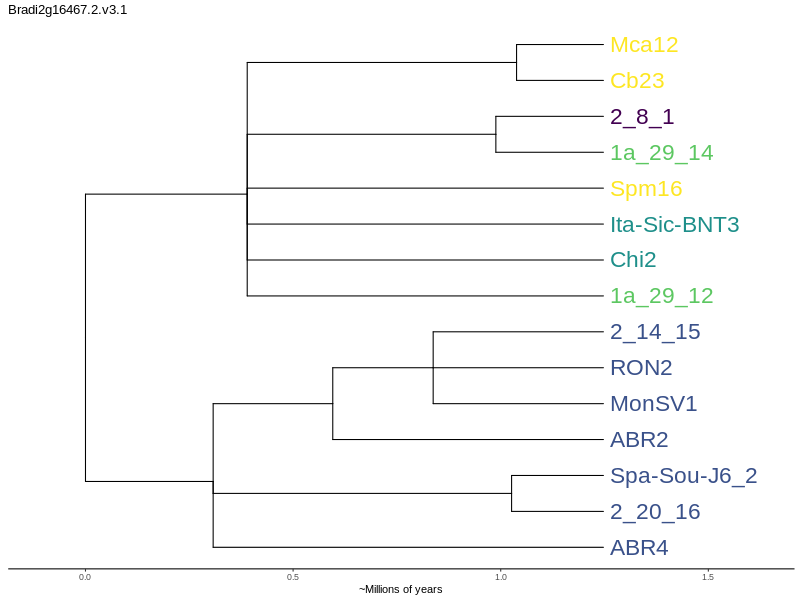 Bradi2g16467.2.v3.1
Mca12
Cb23
2_8_1
1a_29_14
Spm16
Ita-Sic-BNT3
Chi2
1a_29_12
2_14_15
RON2
MonSV1
ABR2
Spa-Sou-J6_2
2_20_16
ABR4
0.0 0.5 1.0 1.5
~Millions of years